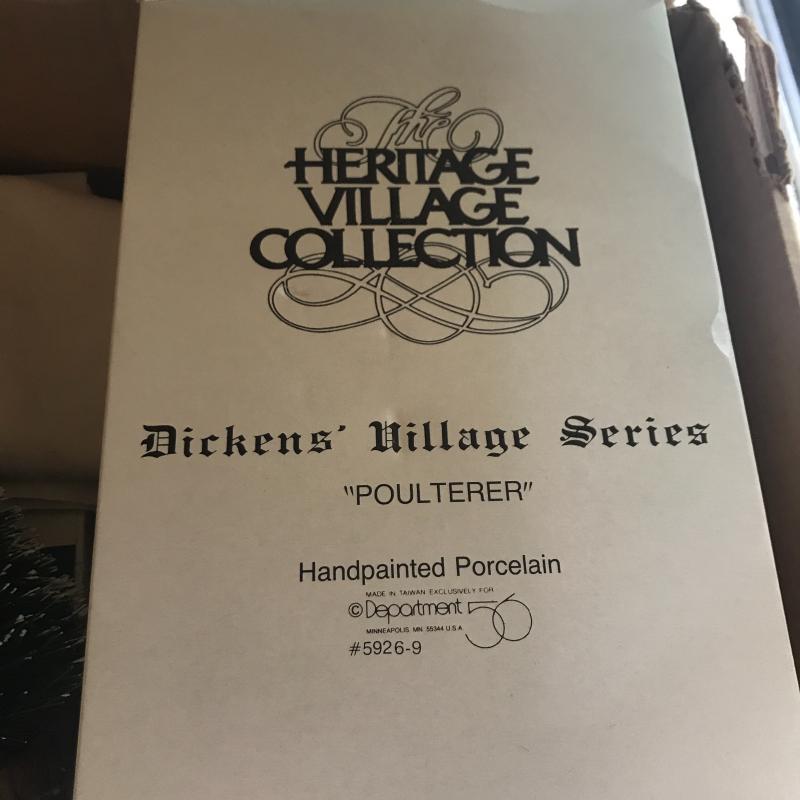 The
HERITAGE
VILLAGE
COLLECTION
Dickens' Village Series
"POULTERER"
Handpainted Porcelain
MADE IN TAIWAN EXCLUSIVELY FOR
© Department 56
MINNEAPOLIS MN 55344 U.S.A.
#5926-9